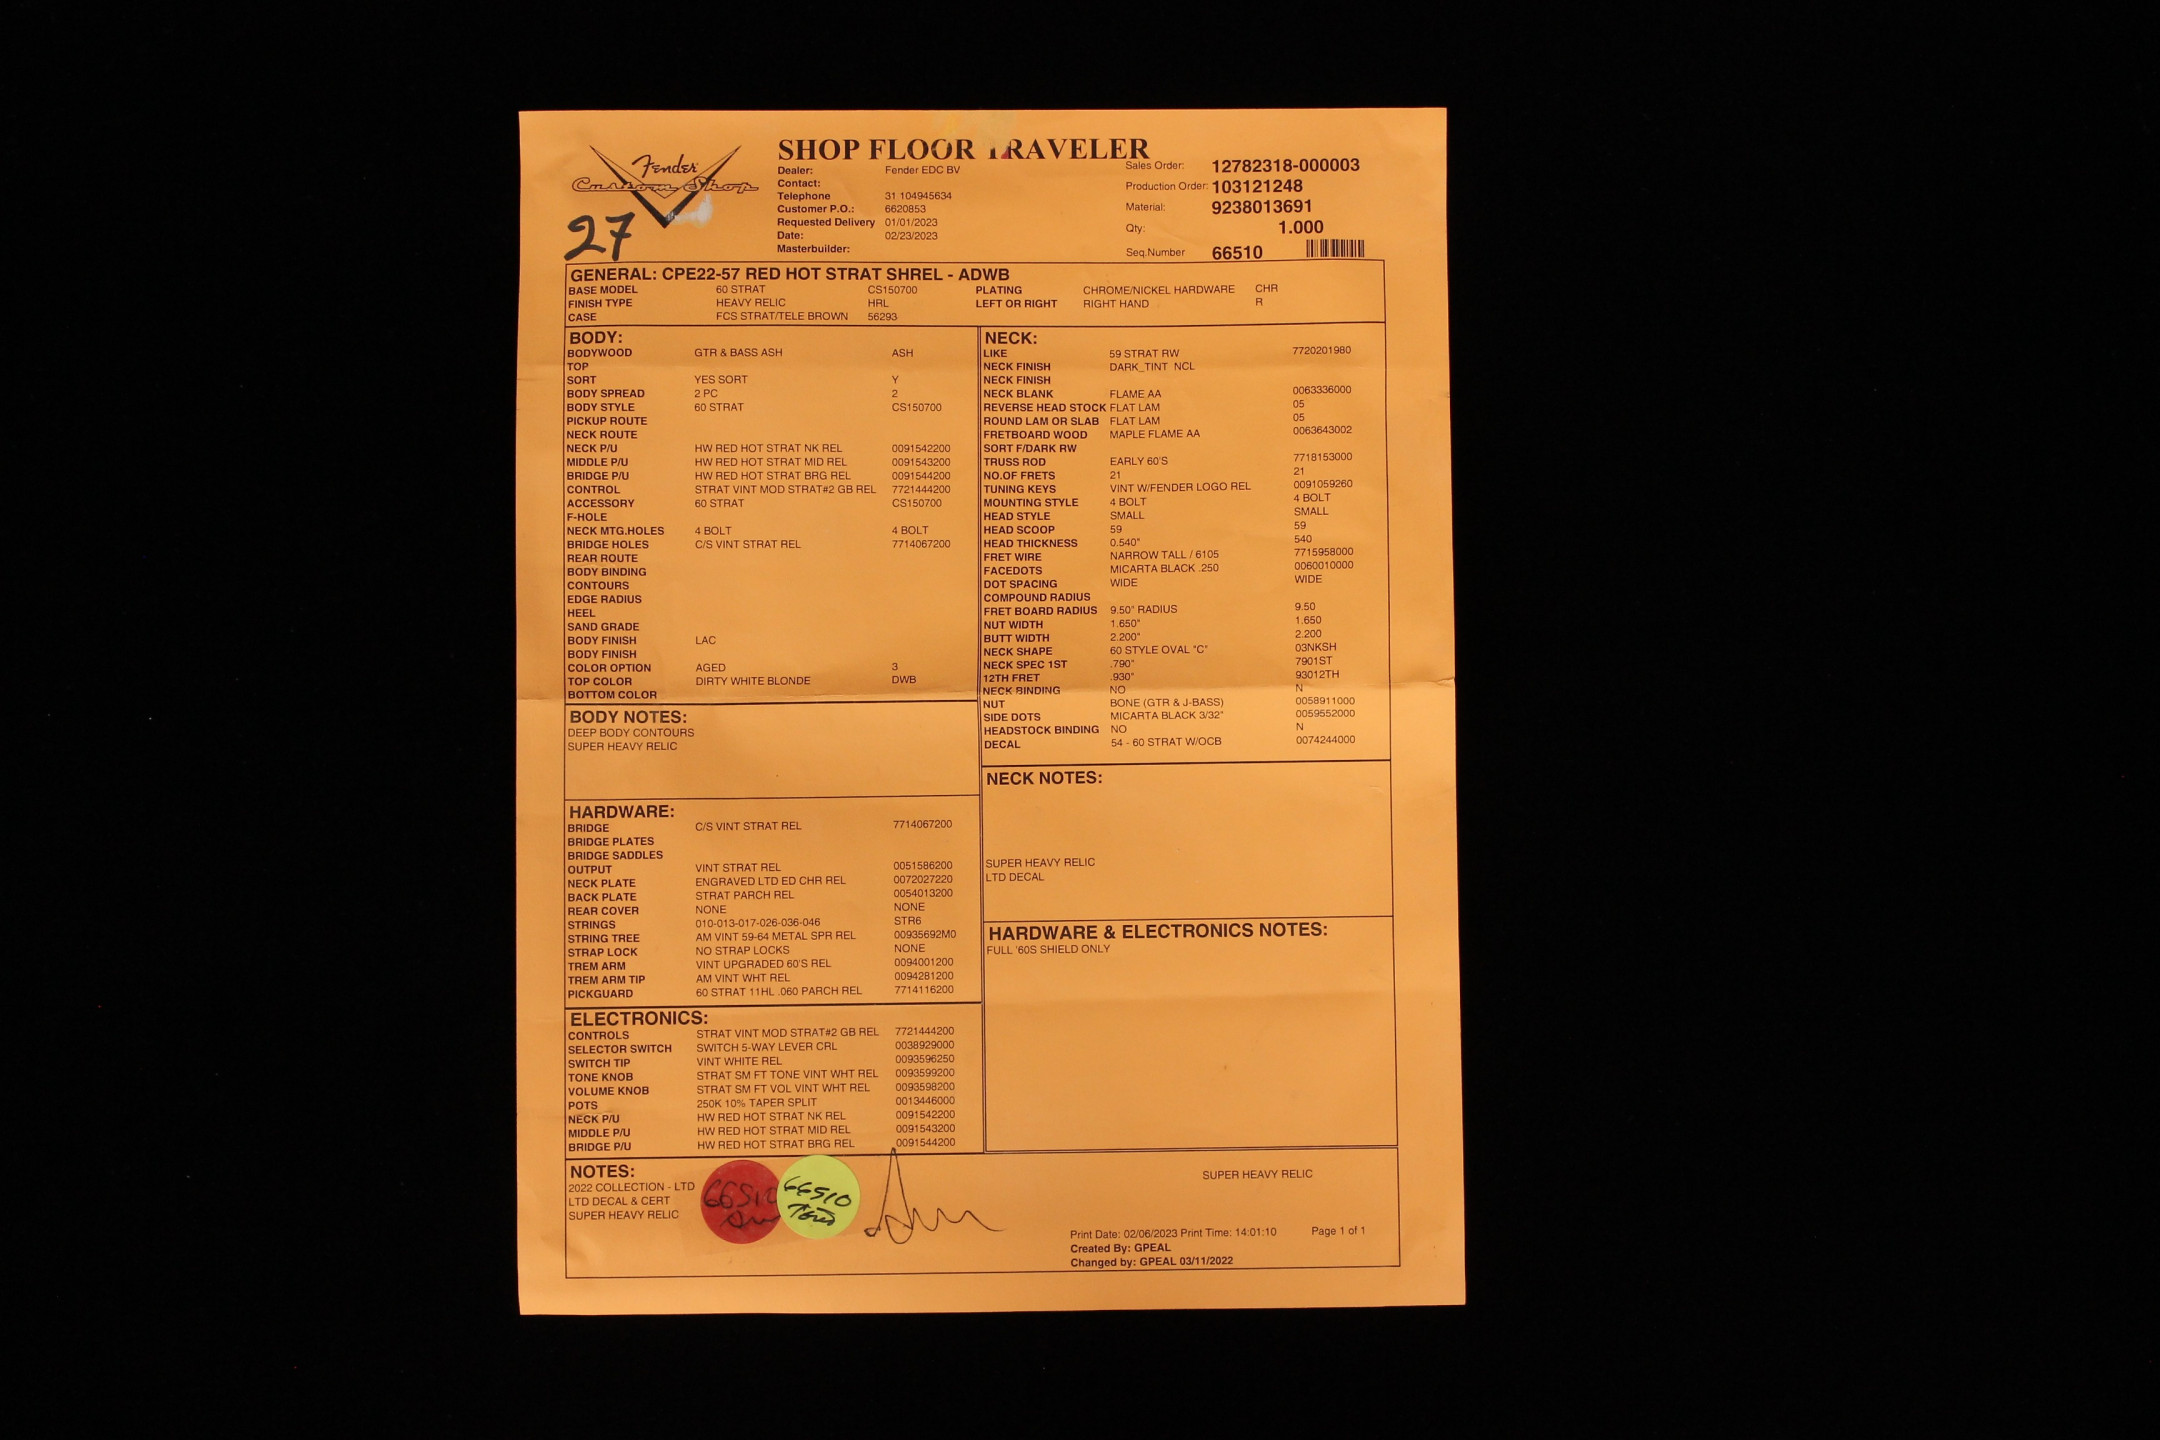 Fender
Custom Shop
27
SHOP FLOOR TRAVELER
Dealer: Fender EDC BV
Contact:
Telephone 31 104945634
Customer P.O.: 6620853
Requested Delivery 01/01/2023
Date: 02/23/2023
Masterbuilder:
Sales Order: 12782318-000003
Production Order: 103121248
Material: 9238013691
Qty: 1.000
Seq.Number 66510
GENERAL: CPE22-57 RED HOT STRAT SHREL - ADWB
BASE MODEL 60 STRAT CS150700 PLATING CHROME/NICKEL HARDWARE CHR
FINISH TYPE HEAVY RELIC HRL LEFT OR RIGHT RIGHT HAND R
CASE FCS STRAT/TELE BROWN 56293
BODY:
BODYWOOD GTR & BASS ASH ASH
TOP
SORT YES SORT Y
BODY SPREAD 2 PC 2
BODY STYLE 60 STRAT CS150700
PICKUP ROUTE
NECK ROUTE
NECK P/U HW RED HOT STRAT NK REL 0091542200
MIDDLE P/U HW RED HOT STRAT MID REL 0091543200
BRIDGE P/U HW RED HOT STRAT BRG REL 0091544200
CONTROL STRAT VINT MOD STRAT#2 GB REL 7721444200
ACCESSORY 60 STRAT CS150700
F-HOLE
NECK MTG.HOLES 4 BOLT 4 BOLT
BRIDGE HOLES C/S VINT STRAT REL 7714067200
REAR ROUTE
BODY BINDING
CONTOURS
EDGE RADIUS
HEEL
SAND GRADE
BODY FINISH LAC
BODY FINISH
COLOR OPTION AGED 3
TOP COLOR DIRTY WHITE BLONDE DWB
BOTTOM COLOR
BODY NOTES:
DEEP BODY CONTOURS
SUPER HEAVY RELIC
HARDWARE:
BRIDGE C/S VINT STRAT REL 7714067200
BRIDGE PLATES
BRIDGE SADDLES
OUTPUT VINT STRAT REL 0051586200
NECK PLATE ENGRAVED LTD ED CHR REL 0072027220
BACK PLATE STRAT PARCH REL 0054013200
REAR COVER NONE NONE
STRINGS 010-013-017-026-036-046 STR6
STRING TREE AM VINT 59-64 METAL SPR REL 00935692M0
STRAP LOCK NO STRAP LOCKS NONE
TREM ARM VINT UPGRADED 60'S REL 0094001200
TREM ARM TIP AM VINT WHT REL 0094281200
PICKGUARD 60 STRAT 11HL .060 PARCH REL 7714116200
ELECTRONICS:
CONTROLS STRAT VINT MOD STRAT#2 GB REL 7721444200
SELECTOR SWITCH SWITCH 5-WAY LEVER CRL 0038929000
SWITCH TIP VINT WHITE REL 0093596250
TONE KNOB STRAT SM FT TONE VINT WHT REL 0093599200
VOLUME KNOB STRAT SM FT VOL VINT WHT REL 0093598200
POTS 250K 10% TAPER SPLIT 0013446000
NECK P/U HW RED HOT STRAT NK REL 0091542200
MIDDLE P/U HW RED HOT STRAT MID REL 0091543200
BRIDGE P/U HW RED HOT STRAT BRG REL 0091544200
NECK:
LIKE 59 STRAT RW 7720201980
NECK FINISH DARK_TINT NCL
NECK FINISH
NECK BLANK FLAME AA 0063336000
REVERSE HEAD STOCK FLAT LAM 05
ROUND LAM OR SLAB FLAT LAM 05
FRETBOARD WOOD MAPLE FLAME AA 0063643002
SORT F/DARK RW
TRUSS ROD EARLY 60'S 7718153000
NO.OF FRETS 21 21
TUNING KEYS VINT W/FENDER LOGO REL 0091059260
MOUNTING STYLE 4 BOLT 4 BOLT
HEAD STYLE SMALL SMALL
HEAD SCOOP 59 59
HEAD THICKNESS 0.540" 540
FRET WIRE NARROW TALL / 6105 7715958000
FACEDOTS MICARTA BLACK .250 0060010000
DOT SPACING WIDE WIDE
COMPOUND RADIUS
FRET BOARD RADIUS 9.50" RADIUS 9.50
NUT WIDTH 1.650" 1.650
BUTT WIDTH 2.200" 2.200
NECK SHAPE 60 STYLE OVAL "C" 03NKSH
NECK SPEC 1ST .790" 7901ST
12TH FRET .930" 93012TH
NECK BINDING NO N
NUT BONE (GTR & J-BASS) 0058911000
SIDE DOTS MICARTA BLACK 3/32" 0059552000
HEADSTOCK BINDING NO N
DECAL 54 - 60 STRAT W/OCB 0074244000
NECK NOTES:
SUPER HEAVY RELIC
LTD DECAL
HARDWARE & ELECTRONICS NOTES:
FULL '60S SHIELD ONLY
NOTES:
2022 COLLECTION - LTD
LTD DECAL & CERT
SUPER HEAVY RELIC
66510
66510
SUPER HEAVY RELIC
Print Date: 02/06/2023 Print Time: 14:01:10 Page 1 of 1
Created By: GPEAL
Changed by: GPEAL 03/11/2022